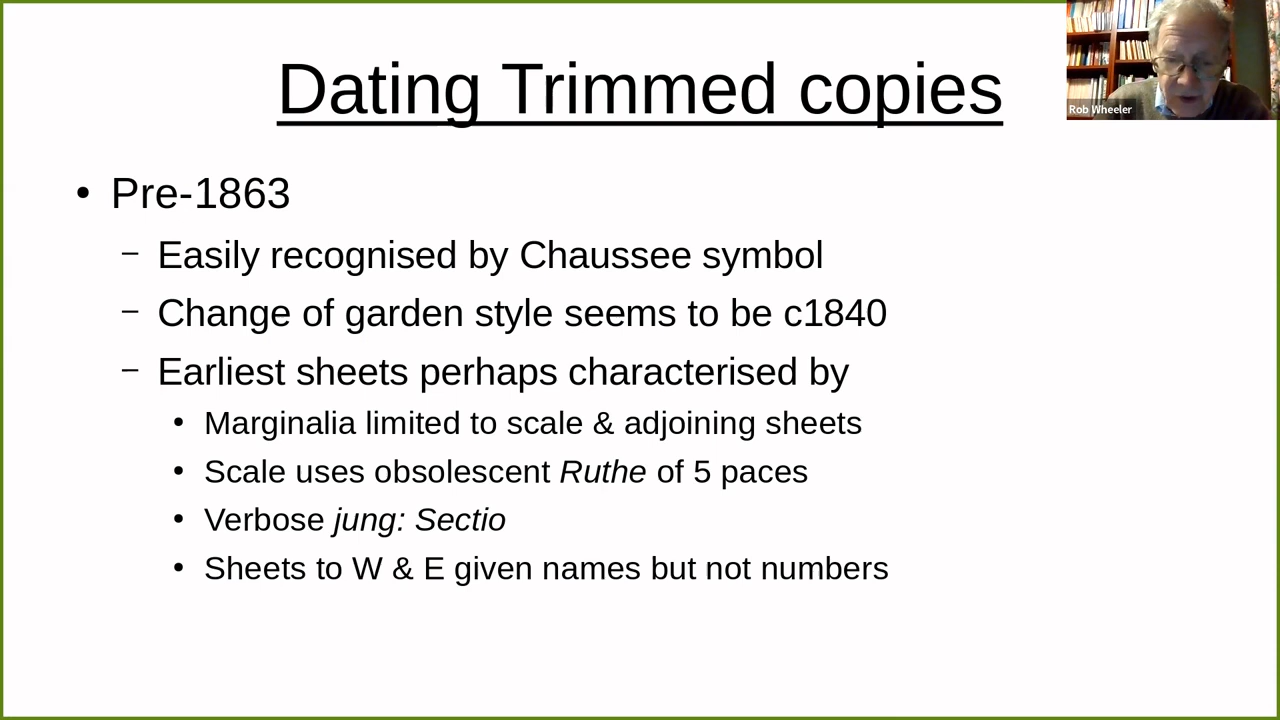 Dating Trimmed copies
Rob Wheeler
• Pre-1863
– Easily recognised by Chaussee symbol
– Change of garden style seems to be c1840
– Earliest sheets perhaps characterised by
• Marginalia limited to scale & adjoining sheets
• Scale uses obsolescent Ruthe of 5 paces
• Verbose jung: Sectio
• Sheets to W & E given names but not numbers